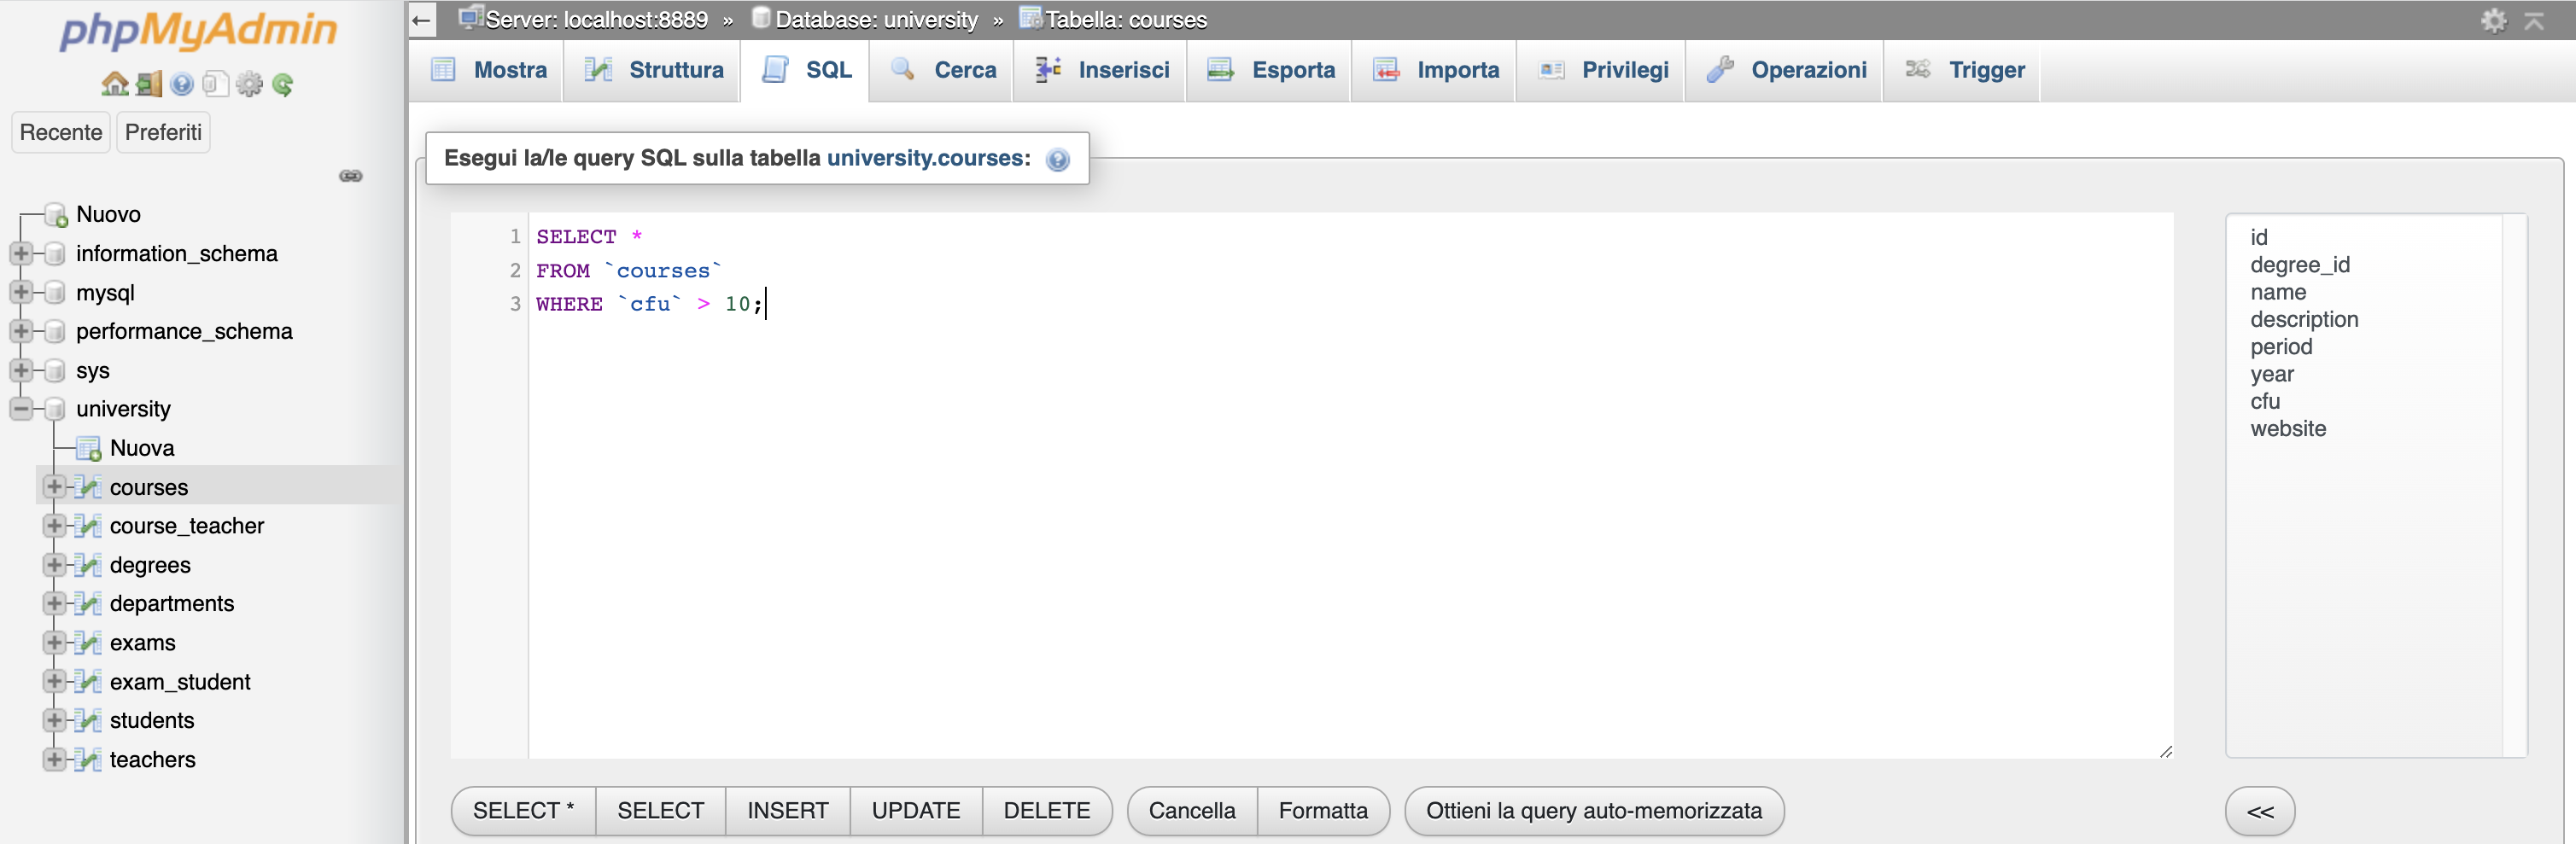 phpMyAdmin
Recente Preferiti
Nuovo
information_schema
mysql
performance_schema
sys
university
Nuova
courses
course_teacher
degrees
departments
exams
exam_student
students
teachers
Server: localhost:8889 » Database: university » Tabella: courses
Mostra Struttura SQL Cerca Inserisci Esporta Importa Privilegi Operazioni Trigger
Esegui la/le query SQL sulla tabella university.courses:
1 SELECT *
2 FROM `courses`
3 WHERE `cfu` > 10;
id
degree_id
name
description
period
year
cfu
website
SELECT * SELECT INSERT UPDATE DELETE Cancella Formatta Ottieni la query auto-memorizzata <<